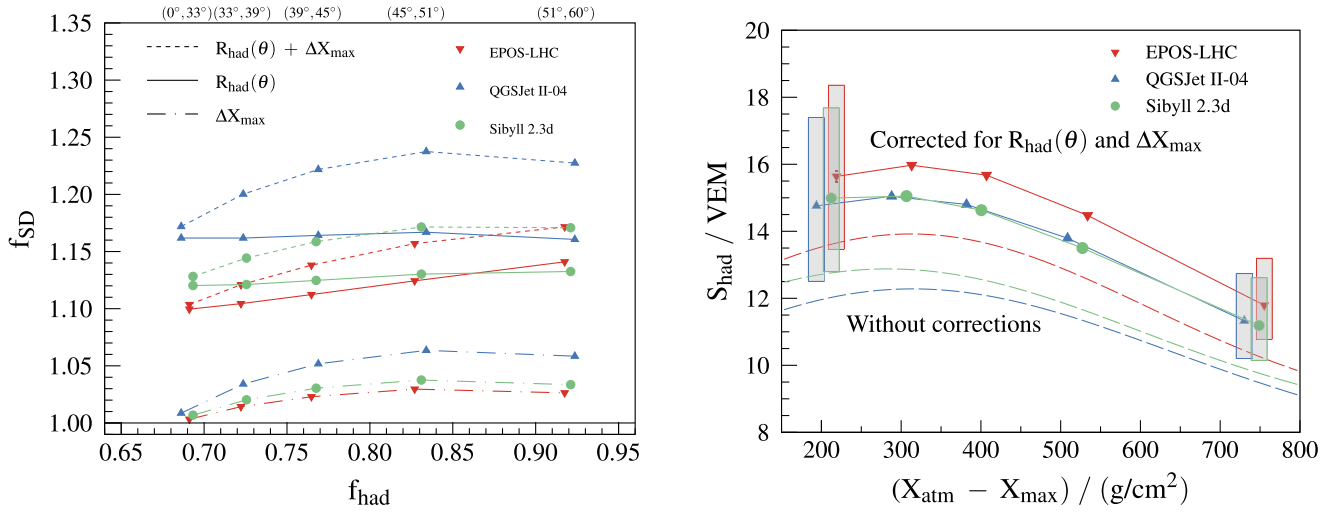 (0°,33°) (33°,39°) (39°,45°) (45°,51°) (51°,60°)
1.35
1.30
1.25
1.20
1.15
1.10
1.05
1.00
f_SD
R_had(θ) + ΔX_max
R_had(θ)
ΔX_max
EPOS-LHC
QGSJet II-04
Sibyll 2.3d
0.65 0.70 0.75 0.80 0.85 0.90 0.95
f_had
20
18
16
14
12
10
8
S_had / VEM
EPOS-LHC
QGSJet II-04
Sibyll 2.3d
Corrected for R_had(θ) and ΔX_max
Without corrections
200 300 400 500 600 700 800
(X_atm − X_max) / (g/cm²)